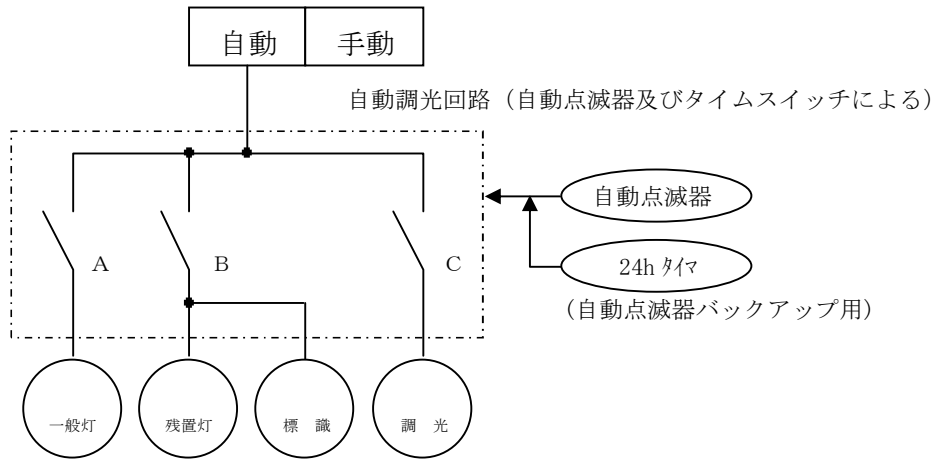 自動 手動
自動調光回路（自動点滅器及びタイムスイッチによる）
自動点滅器
A B C
24h ﾀｲﾏ
（自動点滅器バックアップ用）
一般灯 残置灯 標 識 調 光